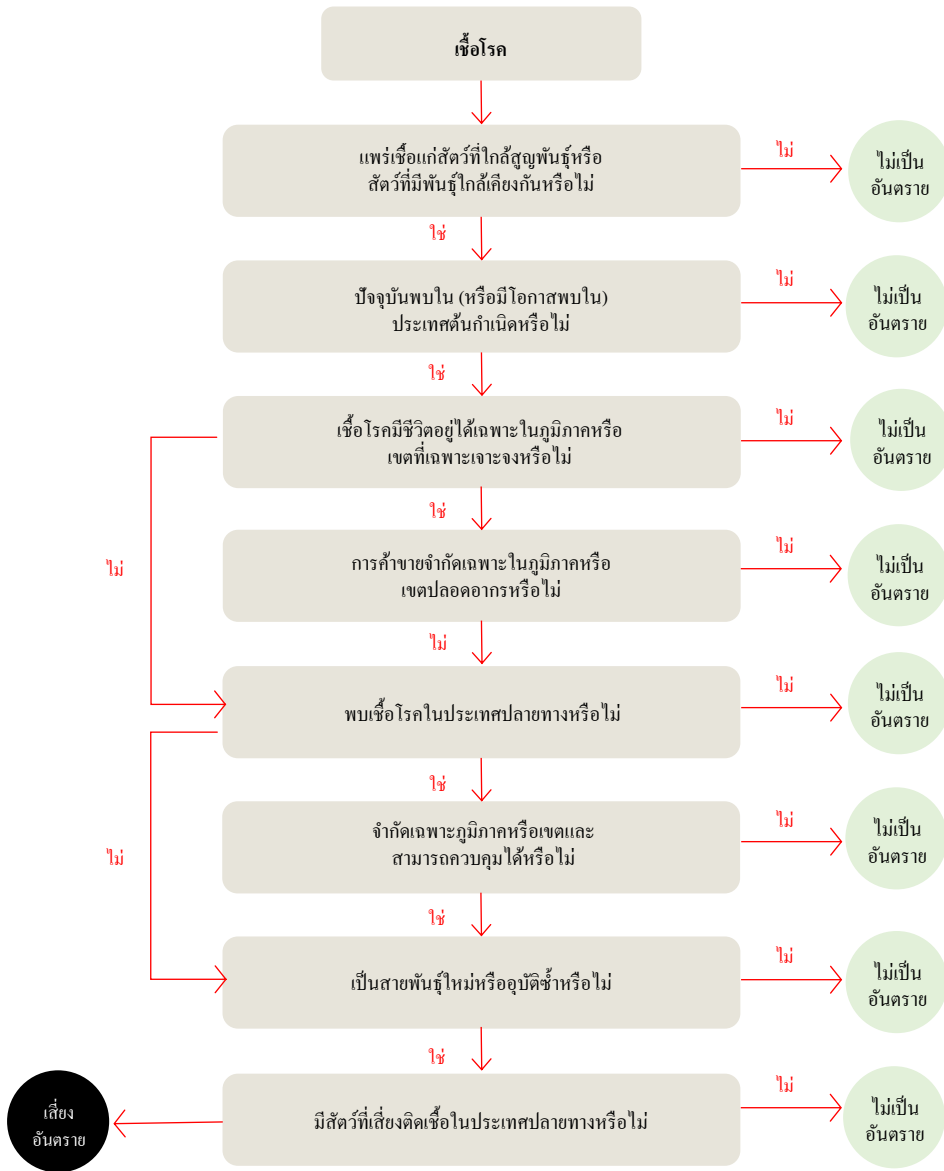 เชื้อโรค
แพร่เชื้อแก่สัตว์ที่ใกล้สูญพันธุ์หรือ
สัตว์ที่มีพันธุ์ใกล้เคียงกันหรือไม่
ไม่
ไม่เป็น
อันตราย
ใช่
ปัจจุบันพบใน (หรือมีโอกาสพบใน)
ประเทศต้นกำเนิดหรือไม่
ไม่
ไม่เป็น
อันตราย
ใช่
เชื้อโรคมีชีวิตอยู่ได้เฉพาะในภูมิภาคหรือ
เขตที่เฉพาะเจาะจงหรือไม่
ไม่
ไม่เป็น
อันตราย
ใช่
ไม่
การค้าขายจำกัดเฉพาะในภูมิภาคหรือ
เขตปลอดอากรหรือไม่
ไม่
ไม่เป็น
อันตราย
ไม่
พบเชื้อโรคในประเทศปลายทางหรือไม่
ไม่
ไม่เป็น
อันตราย
ใช่
ไม่
จำกัดเฉพาะภูมิภาคหรือเขตและ
สามารถควบคุมได้หรือไม่
ไม่
ไม่เป็น
อันตราย
ใช่
เป็นสายพันธุ์ใหม่หรืออุบัติซ้ำหรือไม่
ไม่
ไม่เป็น
อันตราย
ใช่
มีสัตว์ที่เสี่ยงติดเชื้อในประเทศปลายทางหรือไม่
ไม่
ไม่เป็น
อันตราย
เสี่ยง
อันตราย